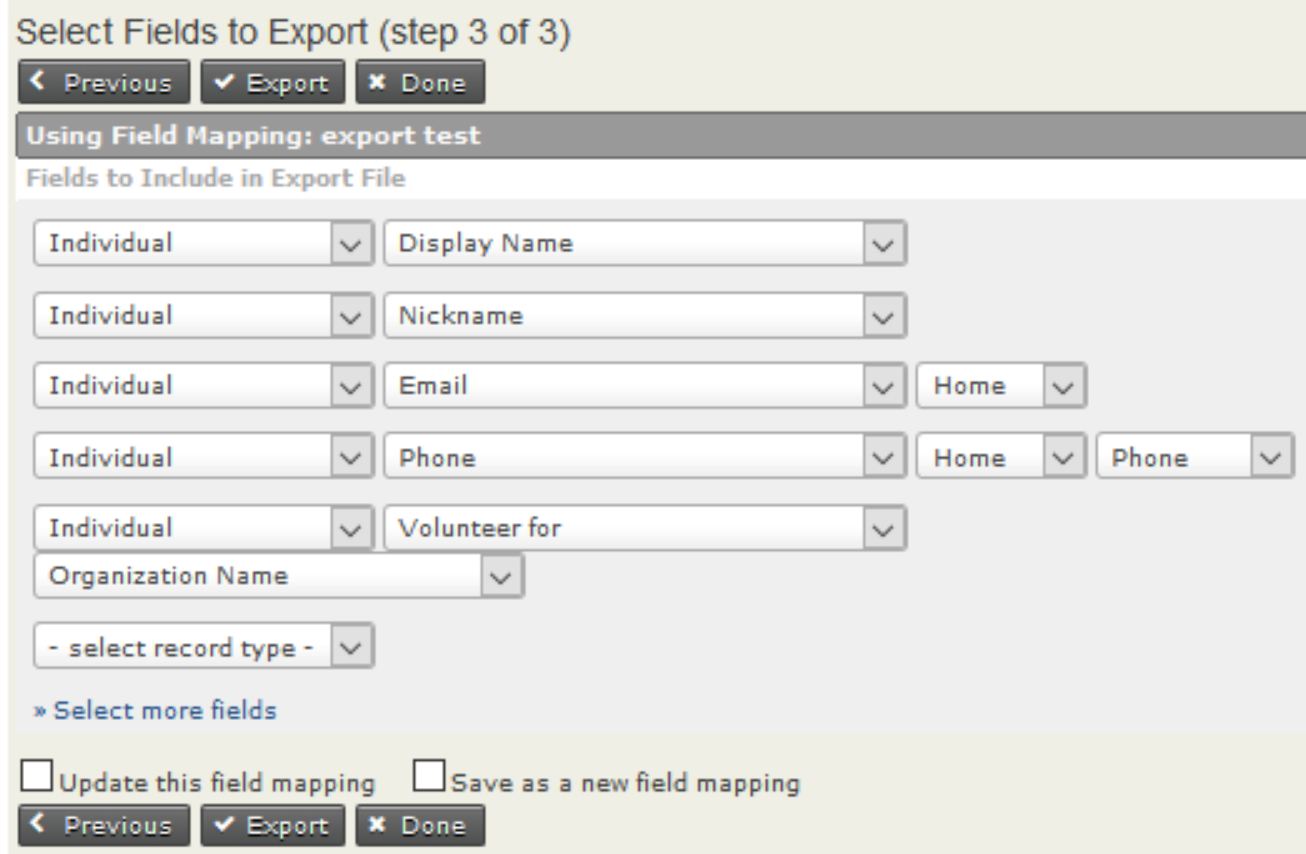 Select Fields to Export (step 3 of 3)
Previous Export Done
Using Field Mapping: export test
Fields to Include in Export File
Individual Display Name
Individual Nickname
Individual Email Home
Individual Phone Home Phone
Individual Volunteer for
Organization Name
- select record type -
» Select more fields
Update this field mapping Save as a new field mapping
Previous Export Done